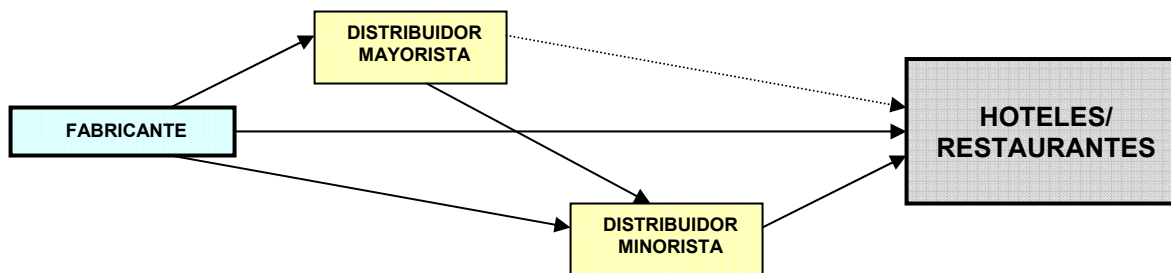 DISTRIBUIDOR
MAYORISTA
FABRICANTE
HOTELES/
RESTAURANTES
DISTRIBUIDOR
MINORISTA